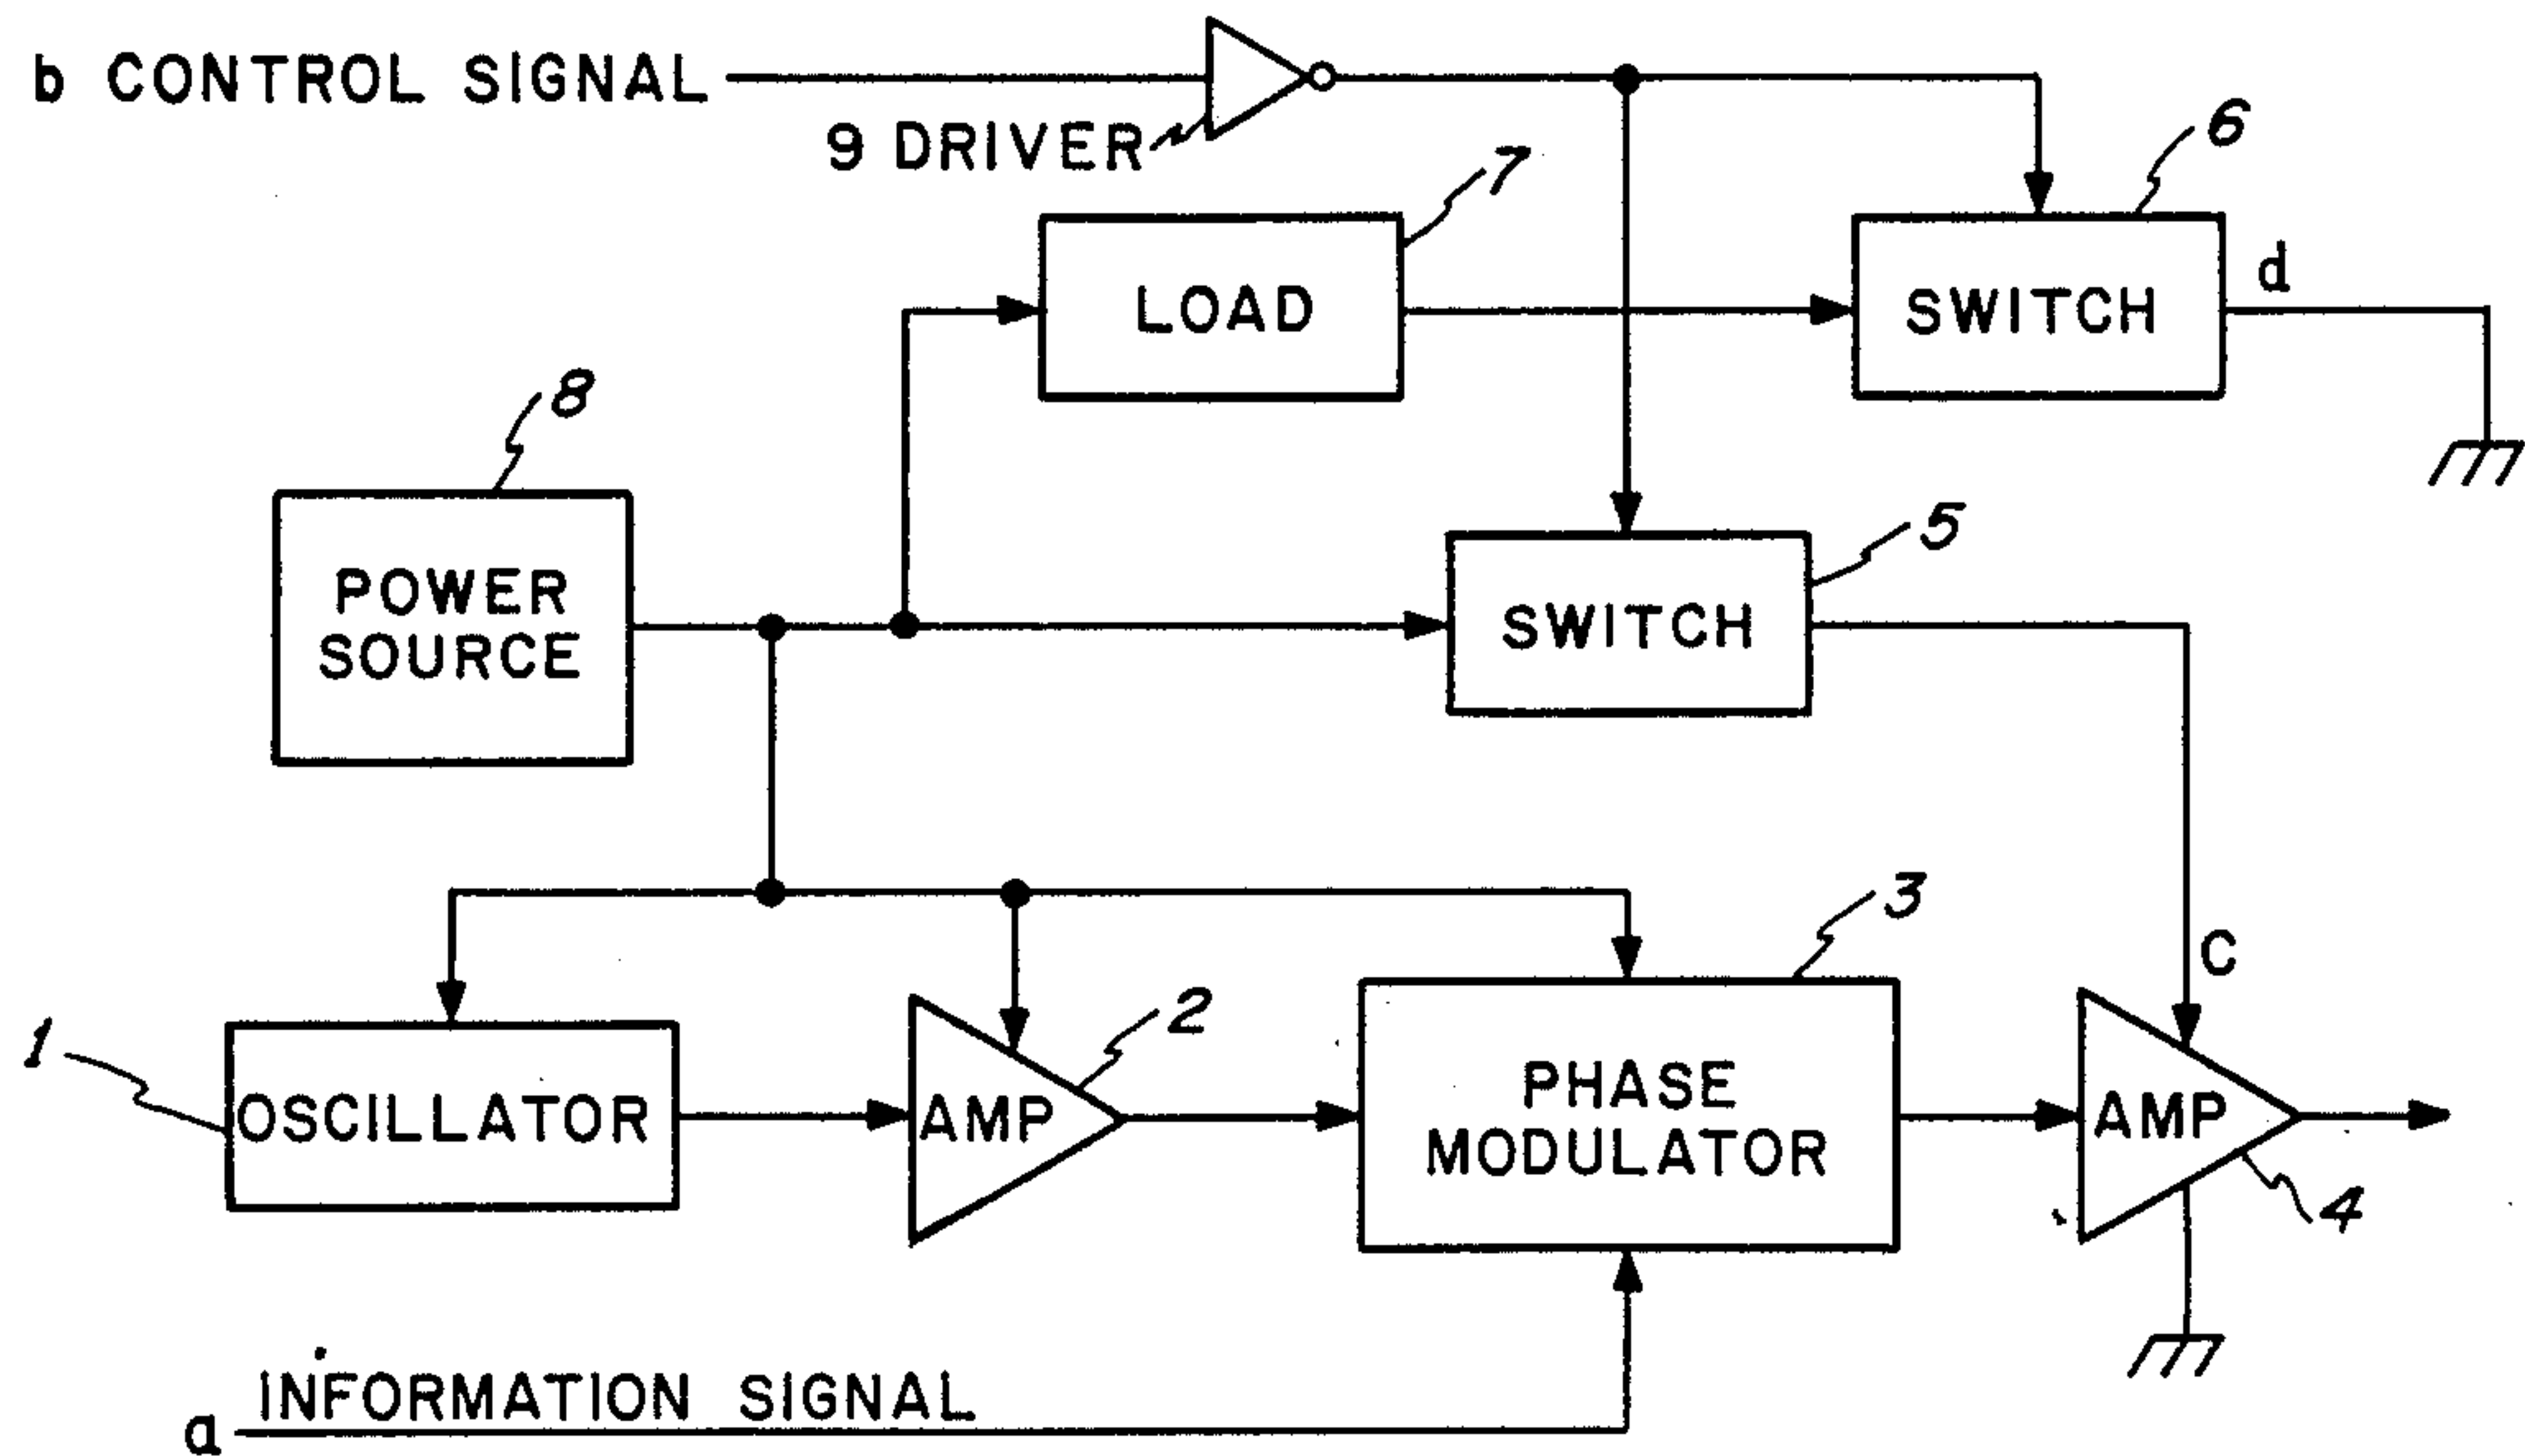 b CONTROL SIGNAL
9 DRIVER
6
7
LOAD
SWITCH
d
8
5
POWER
SOURCE
SWITCH
3
C
2
1
OSCILLATOR
AMP
PHASE
MODULATOR
AMP
4
INFORMATION SIGNAL
a